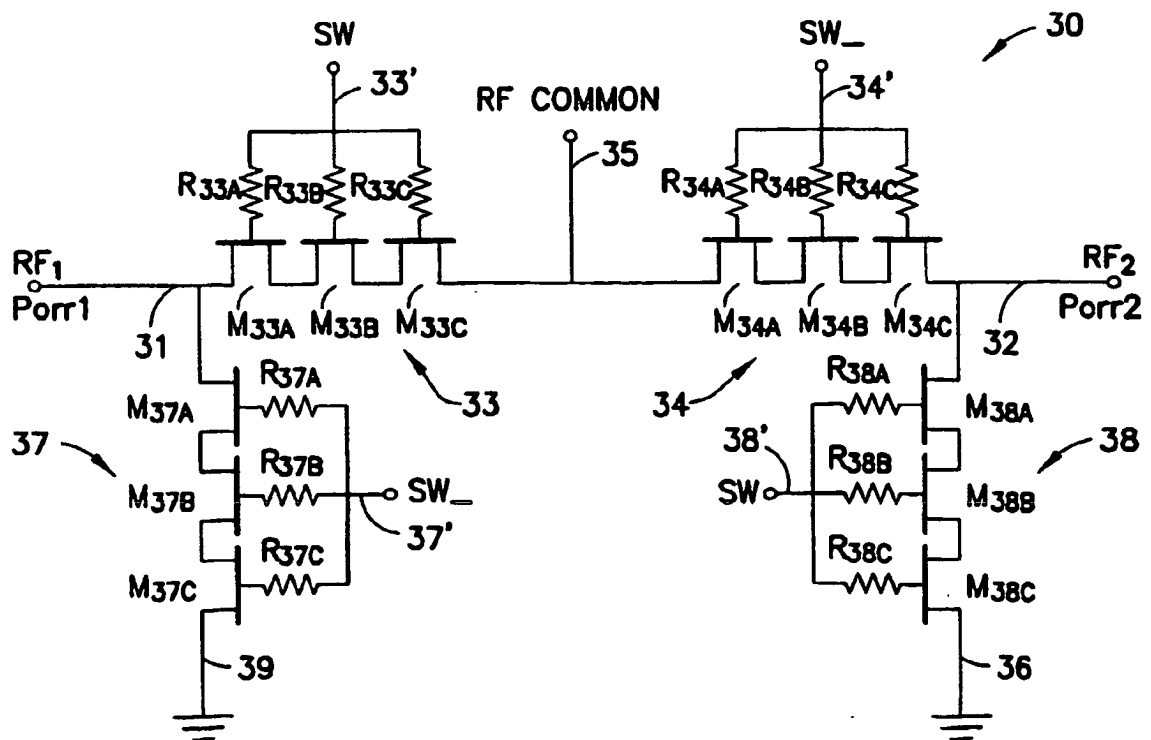 SW
SW_
30
33'
34'
RF COMMON
35
R33A
R33B
R33C
R34A
R34B
R34C
RF1
Porr1
RF2
Porr2
31
M33A
M33B
M33C
M34A
M34B
M34C
32
33
34
R37A
R38A
M37A
M38A
37
38
R37B
38'
R38B
M37B
SW_
SW
M38B
37'
R37C
R38C
M37C
M38C
39
36